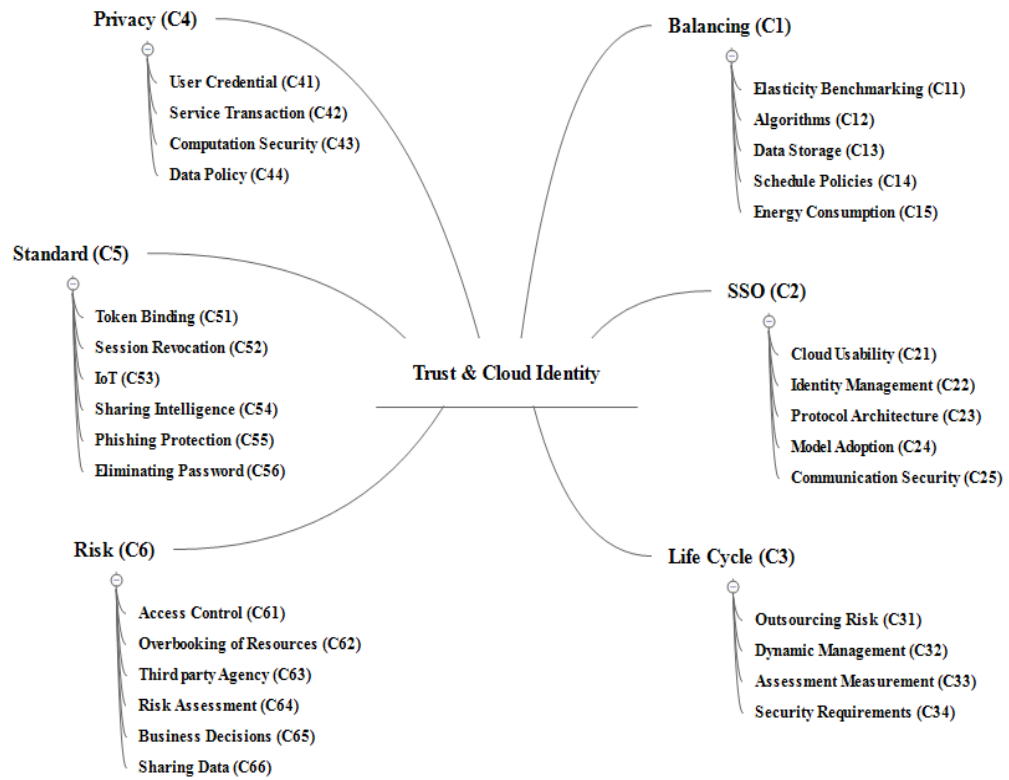 Privacy (C4)
User Credential (C41)
Service Transaction (C42)
Computation Security (C43)
Data Policy (C44)
Standard (C5)
Token Binding (C51)
Session Revocation (C52)
IoT (C53)
Sharing Intelligence (C54)
Phishing Protection (C55)
Eliminating Password (C56)
Risk (C6)
Access Control (C61)
Overbooking of Resources (C62)
Third party Agency (C63)
Risk Assessment (C64)
Business Decisions (C65)
Sharing Data (C66)
Trust & Cloud Identity
Balancing (C1)
Elasticity Benchmarking (C11)
Algorithms (C12)
Data Storage (C13)
Schedule Policies (C14)
Energy Consumption (C15)
SSO (C2)
Cloud Usability (C21)
Identity Management (C22)
Protocol Architecture (C23)
Model Adoption (C24)
Communication Security (C25)
Life Cycle (C3)
Outsourcing Risk (C31)
Dynamic Management (C32)
Assessment Measurement (C33)
Security Requirements (C34)